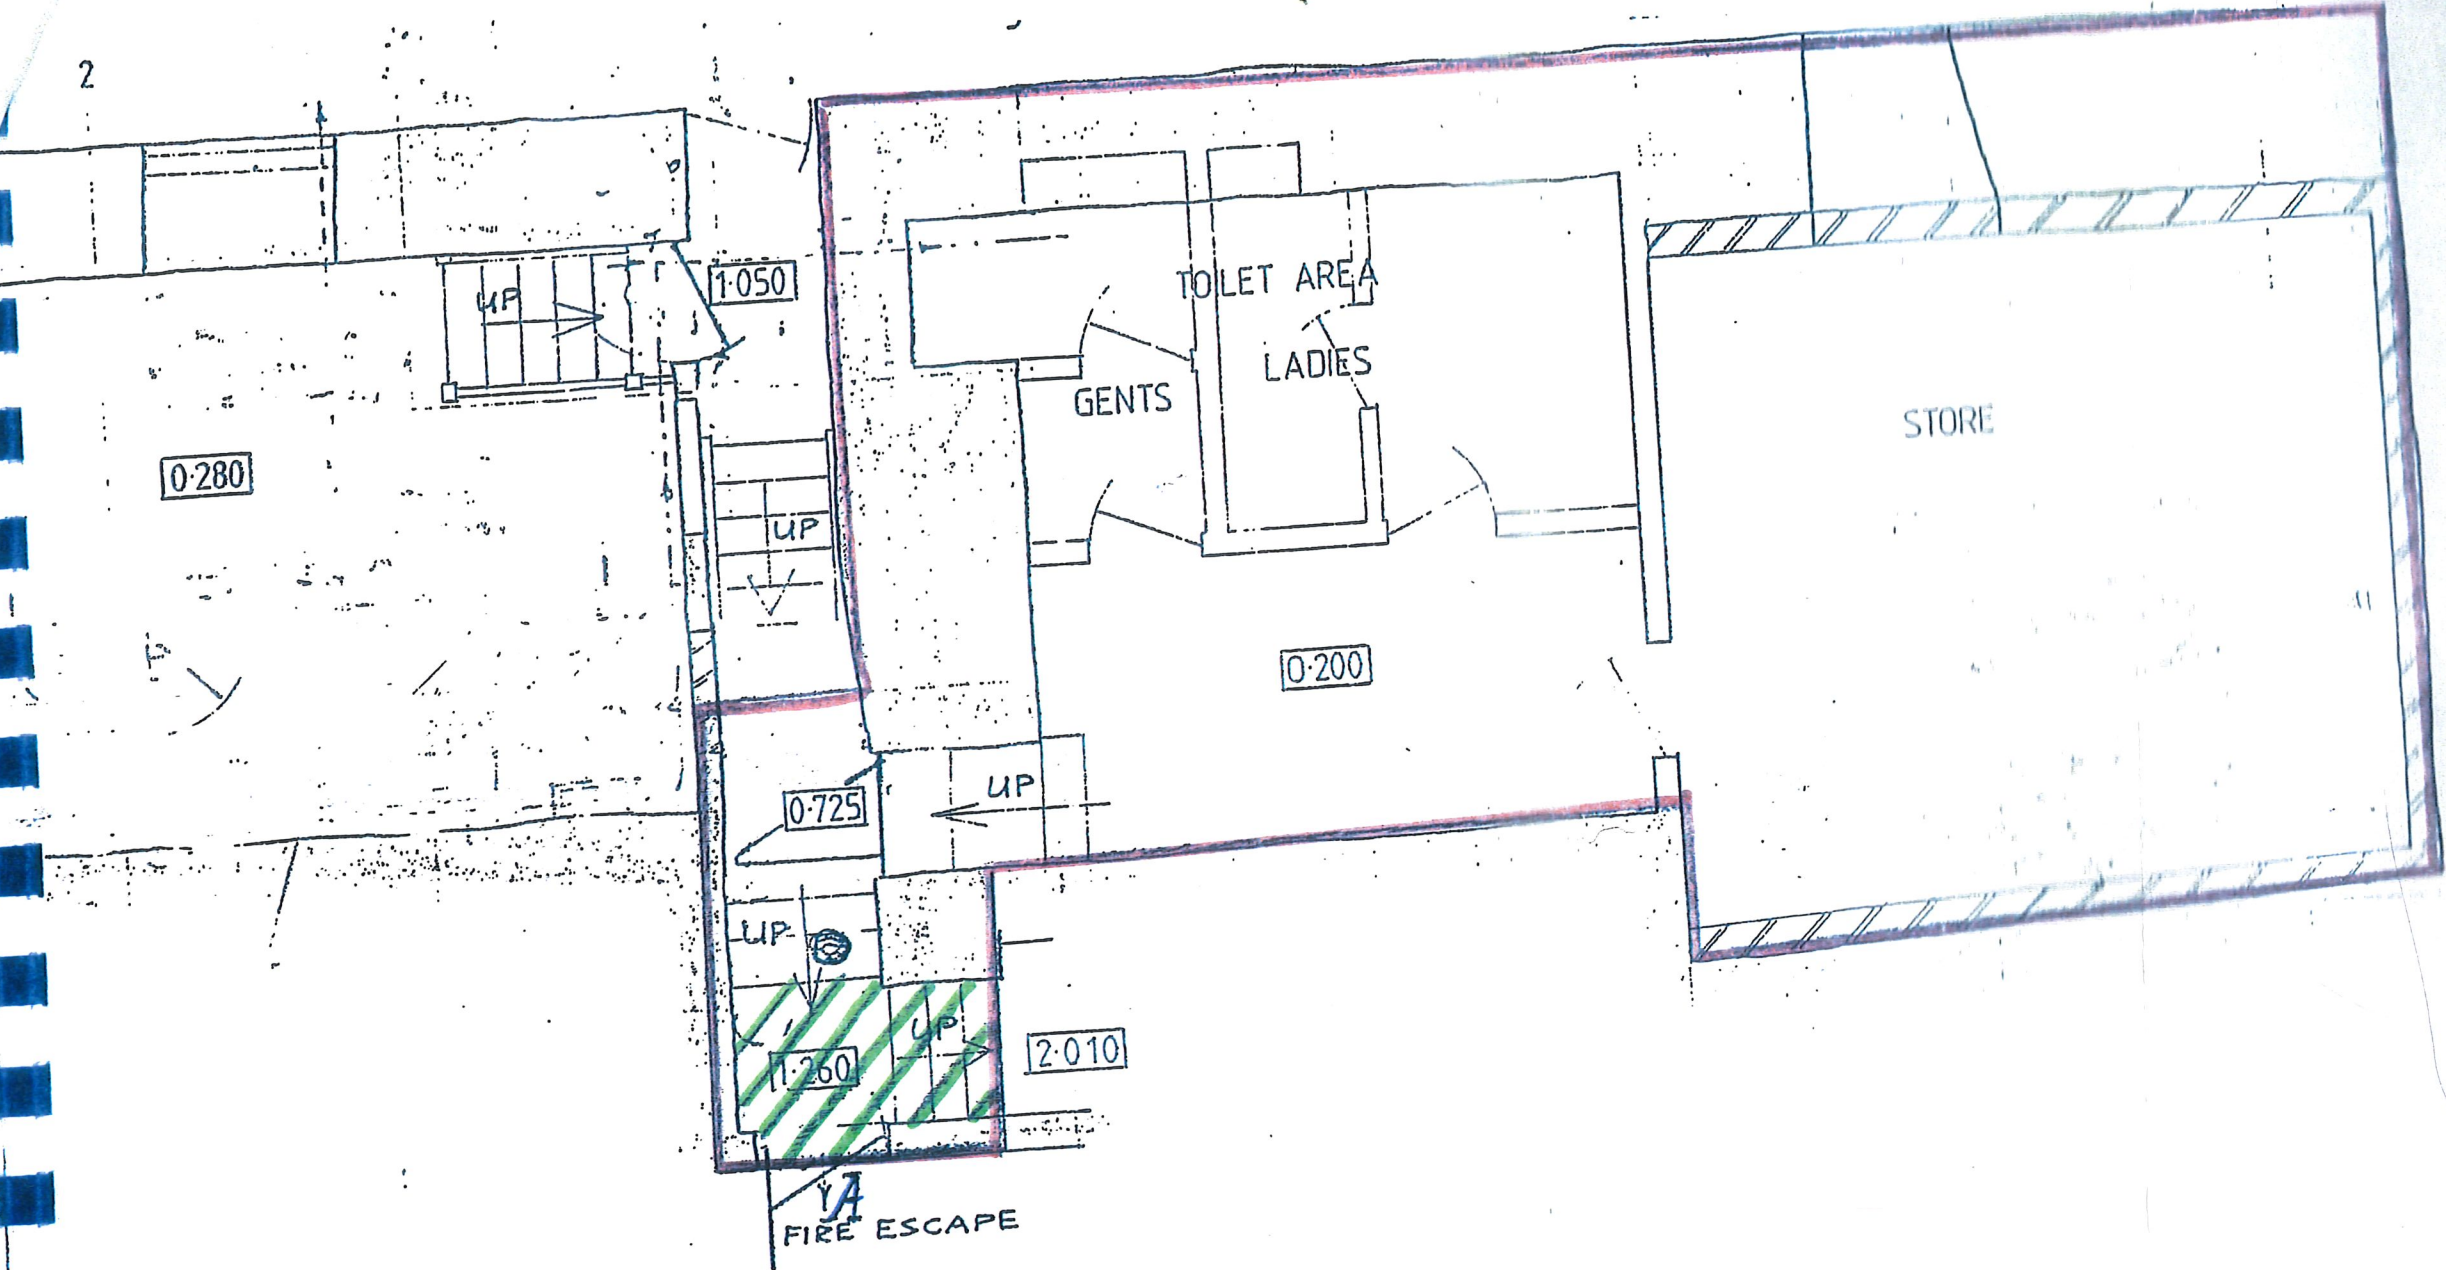 2
1·050
UP
TOILET AREA
LADIES
GENTS
STORE
0·280
UP
0·200
UP
0·725
UP
UP
1·260
2·010
A
FIRE ESCAPE